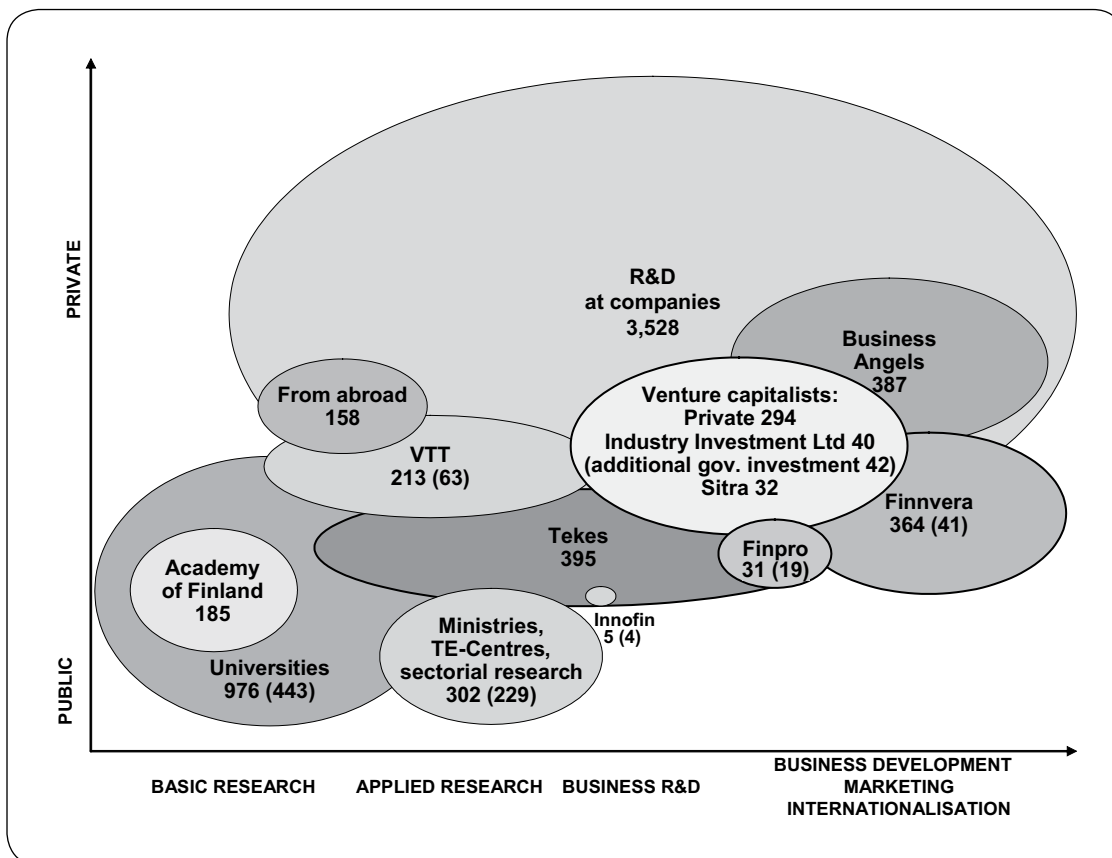 PRIVATE
R&D
at companies
3,528
Business
Angels
387
From abroad
158
Venture capitalists:
Private 294
Industry Investment Ltd 40
(additional gov. investment 42)
Sitra 32
VTT
213 (63)
Finnvera
364 (41)
Tekes
395
Finpro
31 (19)
Academy
of Finland
185
Innofin
5 (4)
Ministries,
TE-Centres,
sectorial research
302 (229)
Universities
976 (443)
PUBLIC
BASIC RESEARCH
APPLIED RESEARCH
BUSINESS R&D
BUSINESS DEVELOPMENT
MARKETING
INTERNATIONALISATION